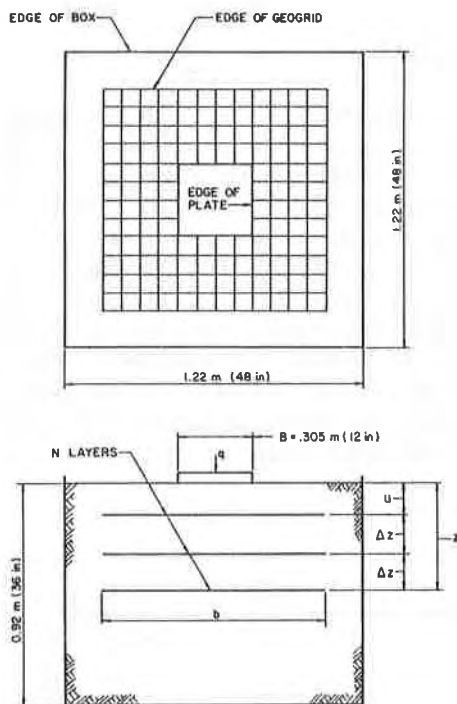 EDGE OF BOX
EDGE OF GEOGRID
EDGE OF
PLATE
1.22 m (48 in)
1.22 m (48 in)
B = .305 m (12 in)
q
N LAYERS
u
Δz
Δz
z
b
0.92 m (36 in)